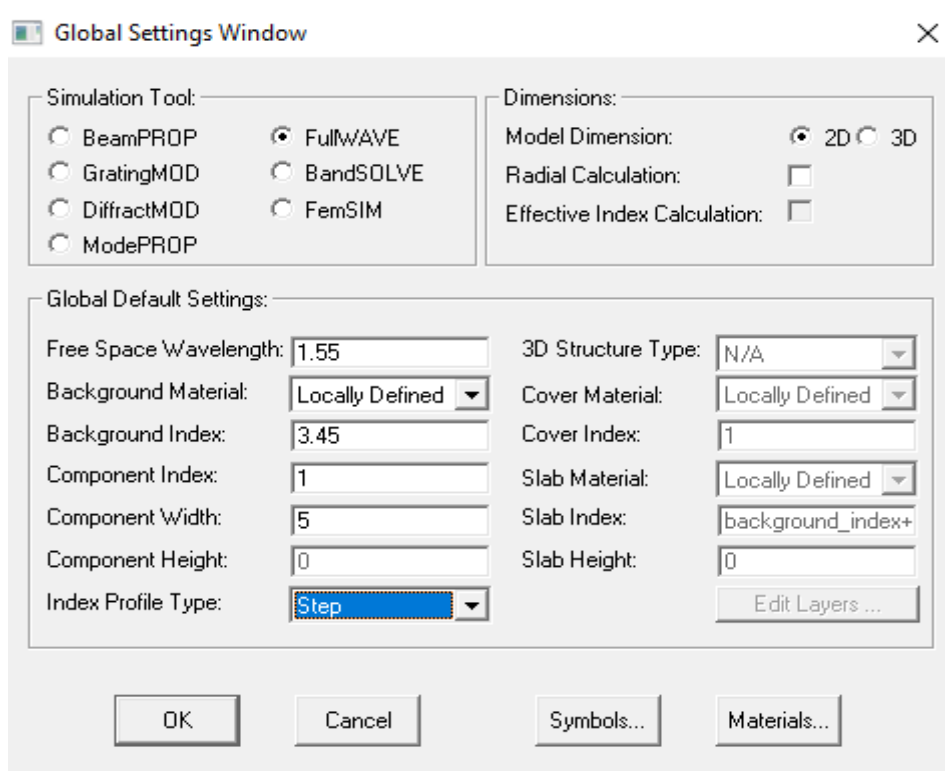 Global Settings Window
Simulation Tool:
BeamPROP
FullWAVE
GratingMOD
BandSOLVE
DiffractMOD
FemSIM
ModePROP
Dimensions:
Model Dimension: 2D 3D
Radial Calculation:
Effective Index Calculation:
Global Default Settings:
Free Space Wavelength: 1.55
Background Material: Locally Defined
Background Index: 3.45
Component Index: 1
Component Width: 5
Component Height: 0
Index Profile Type: Step
3D Structure Type: N/A
Cover Material: Locally Defined
Cover Index: 1
Slab Material: Locally Defined
Slab Index: background_index+
Slab Height: 0
Edit Layers ...
OK
Cancel
Symbols...
Materials...